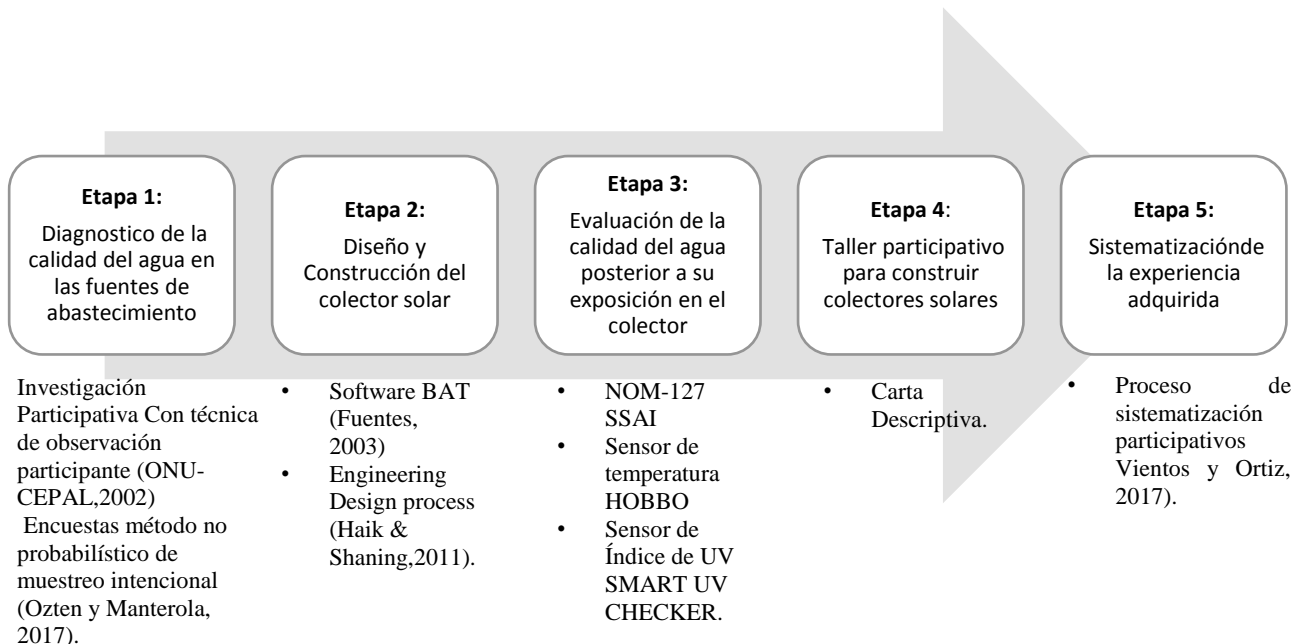 Etapa 1:
Diagnostico de la
calidad del agua en
las fuentes de
abastecimiento
Etapa 2:
Diseño y
Construcción del
colector solar
Etapa 3:
Evaluación de la
calidad del agua
posterior a su
exposición en el
colector
Etapa 4:
Taller participativo
para construir
colectores solares
Etapa 5:
Sistematizaciónde
la experiencia
adquirida
Investigación
Participativa Con técnica
de observación
participante (ONU-
CEPAL,2002)
Encuestas método no
probabilístico de
muestreo intencional
(Ozten y Manterola,
2017).
• Software BAT
(Fuentes,
2003)
• Engineering
Design process
(Haik &
Shaning,2011).
• NOM-127
SSAI
• Sensor de
temperatura
HOBBO
• Sensor de
Índice de UV
SMART UV
CHECKER.
• Carta
Descriptiva.
• Proceso de
sistematización
participativos
Vientos y Ortiz,
2017).